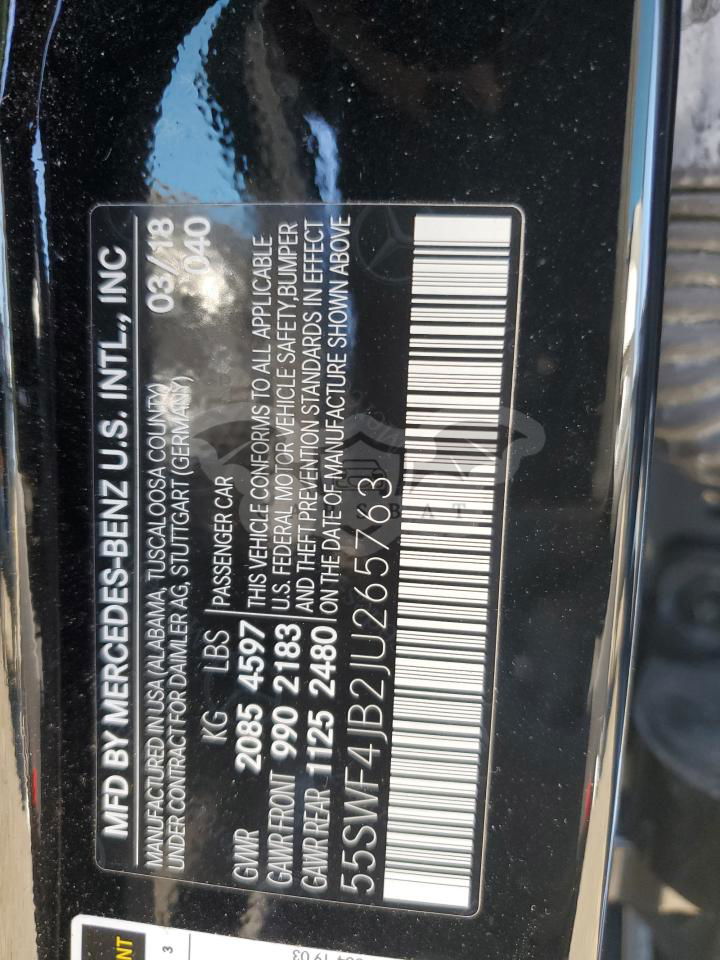 MFD BY MERCEDES-BENZ U.S. INTL., INC
MANUFACTURED IN USA (ALABAMA, TUSCALOOSA COUNTY) 03/18
UNDER CONTRACT FOR DAIMLER AG, STUTTGART (GERMANY) 040
KG LBS PASSENGER CAR
GVWR 2085 4597 THIS VEHICLE CONFORMS TO ALL APPLICABLE
GAWR FRONT 990 2183 U.S. FEDERAL MOTOR VEHICLE SAFETY,BUMPER
GAWR REAR 1125 2480 AND THEFT PREVENTION STANDARDS IN EFFECT
ON THE DATE OF MANUFACTURE SHOWN ABOVE
55SWF4JB2JU265763
3